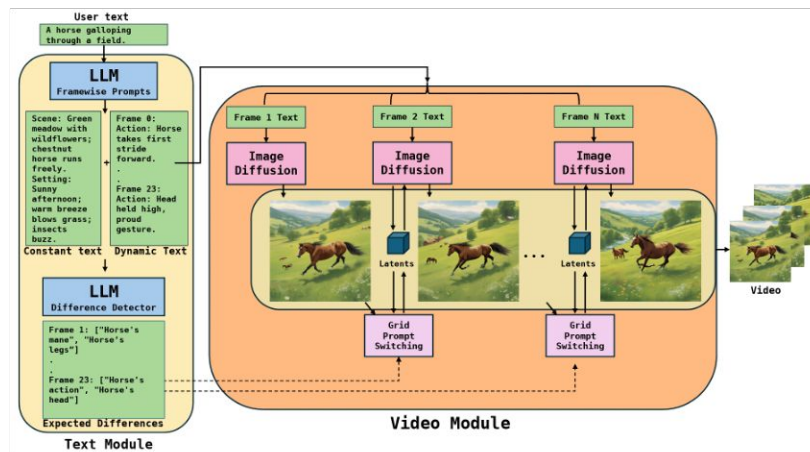 User text
A horse galloping
through a field.
LLM
Framewise Prompts
Scene: Green
meadow with
wildflowers;
chestnut
horse runs
freely.
Setting:
Sunny
afternoon;
warm breeze
blows grass;
insects
buzz.
Constant text
+
Frame 0:
Action: Horse
takes first
stride
forward.
.
.
Frame 23:
Action: Head
held high,
proud
gesture.
Dynamic Text
LLM
Difference Detector
Frame 1: ["Horse's
mane", "Horse's
legs"]
.
.
Frame 23: ["Horse's
action", "Horse's
head"]
Expected Differences
Text Module
Frame 1 Text
Frame 2 Text
Frame N Text
Image
Diffusion
Image
Diffusion
Image
Diffusion
Latents
...
Latents
Grid
Prompt
Switching
Grid
Prompt
Switching
Video Module
Video